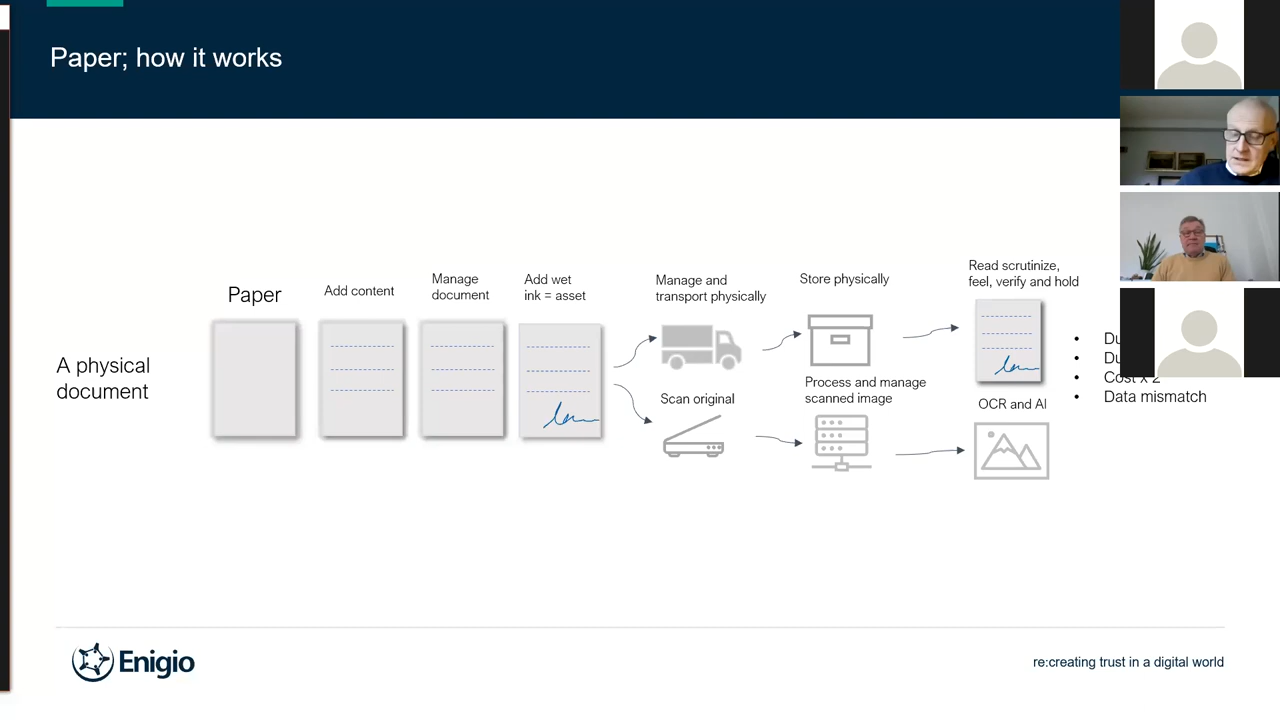 Paper; how it works
A physical
document
Paper
Add content
Manage
document
Add wet
ink = asset
Manage and
transport physically
Store physically
Read scrutinize,
feel, verify and hold
Scan original
Process and manage
scanned image
OCR and AI
• Cost x 2
• Data mismatch
Enigio
re:creating trust in a digital world